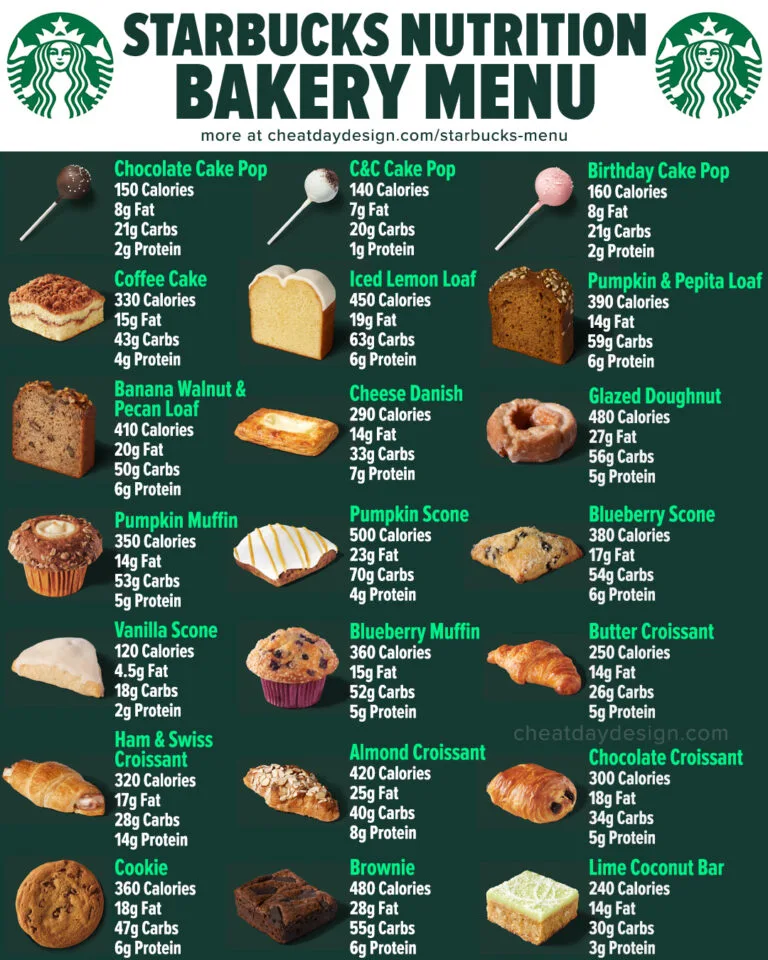 STARBUCKS NUTRITION
BAKERY MENU
more at cheatdaydesign.com/starbucks-menu
Chocolate Cake Pop
150 Calories
8g Fat
21g Carbs
2g Protein
C&C Cake Pop
140 Calories
7g Fat
20g Carbs
1g Protein
Birthday Cake Pop
160 Calories
8g Fat
21g Carbs
2g Protein
Coffee Cake
330 Calories
15g Fat
43g Carbs
4g Protein
Iced Lemon Loaf
450 Calories
19g Fat
63g Carbs
6g Protein
Pumpkin & Pepita Loaf
390 Calories
14g Fat
59g Carbs
6g Protein
Banana Walnut &
Pecan Loaf
410 Calories
20g Fat
50g Carbs
6g Protein
Cheese Danish
290 Calories
14g Fat
33g Carbs
7g Protein
Glazed Doughnut
480 Calories
27g Fat
56g Carbs
5g Protein
Pumpkin Muffin
350 Calories
14g Fat
53g Carbs
5g Protein
Pumpkin Scone
500 Calories
23g Fat
70g Carbs
4g Protein
Blueberry Scone
380 Calories
17g Fat
54g Carbs
6g Protein
Vanilla Scone
120 Calories
4.5g Fat
18g Carbs
2g Protein
Blueberry Muffin
360 Calories
15g Fat
52g Carbs
5g Protein
Butter Croissant
250 Calories
14g Fat
26g Carbs
5g Protein
cheatdaydesign.com
Ham & Swiss
Croissant
320 Calories
17g Fat
28g Carbs
14g Protein
Almond Croissant
420 Calories
25g Fat
40g Carbs
8g Protein
Chocolate Croissant
300 Calories
18g Fat
34g Carbs
5g Protein
Cookie
360 Calories
18g Fat
47g Carbs
6g Protein
Brownie
480 Calories
28g Fat
55g Carbs
6g Protein
Lime Coconut Bar
240 Calories
14g Fat
30g Carbs
3g Protein